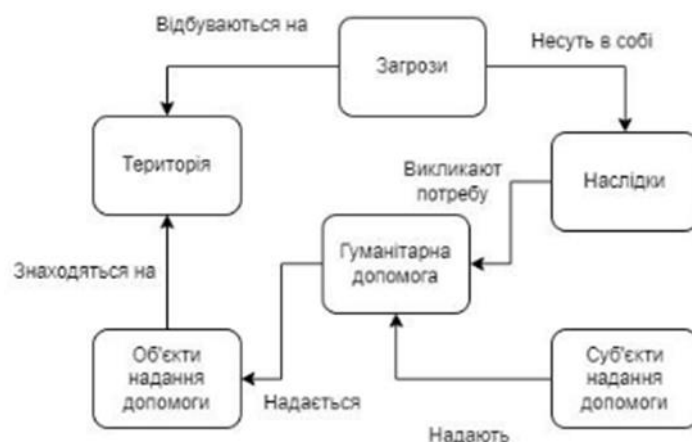 Відбуваються на
Загрози
Несуть в собі
Територія
Викликают
потребу
Наслідки
Гуманітарна
допомога
Знаходяться на
Об'єкти
надання
допомоги
Надається
Суб'єкти
надання
допомоги
Надають